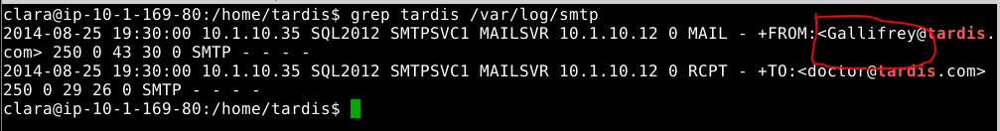 clara@ip-10-1-169-80:/home/tardis$ grep tardis /var/log/smtp
2014-08-25 19:30:00 10.1.10.35 SQL2012 SMTPSVC1 MAILSVR 10.1.10.12 0 MAIL - +FROM:<Gallifrey@tardis.
com> 250 0 43 30 0 SMTP - - - -
2014-08-25 19:30:00 10.1.10.35 SQL2012 SMTPSVC1 MAILSVR 10.1.10.12 0 RCPT - +TO:<doctor@tardis.com>
250 0 29 26 0 SMTP - - - -
clara@ip-10-1-169-80:/home/tardis$